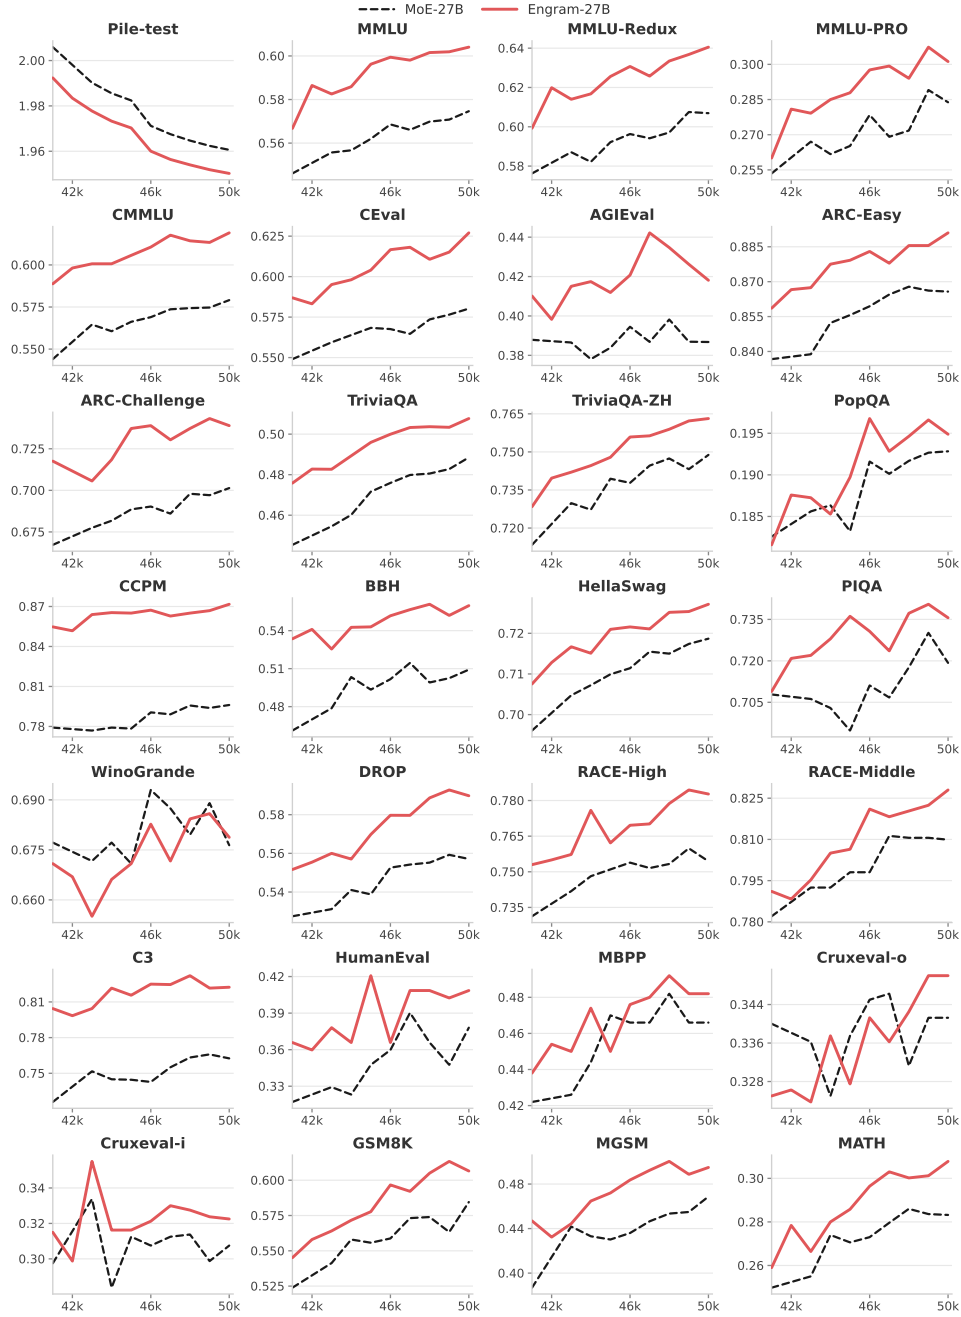 MoE-27B Engram-27B
Pile-test MMLU MMLU-Redux MMLU-PRO
2.00 1.98 1.96 42k 46k 50k
0.60 0.58 0.56 42k 46k 50k
0.64 0.62 0.60 0.58 42k 46k 50k
0.300 0.285 0.270 0.255 42k 46k 50k
CMMLU CEval AGIEval ARC-Easy
0.600 0.575 0.550 42k 46k 50k
0.625 0.600 0.575 0.550 42k 46k 50k
0.44 0.42 0.40 0.38 42k 46k 50k
0.885 0.870 0.855 0.840 42k 46k 50k
ARC-Challenge TriviaQA TriviaQA-ZH PopQA
0.725 0.700 0.675 42k 46k 50k
0.50 0.48 0.46 42k 46k 50k
0.765 0.750 0.735 0.720 42k 46k 50k
0.195 0.190 0.185 42k 46k 50k
CCPM BBH HellaSwag PIQA
0.87 0.84 0.81 0.78 42k 46k 50k
0.54 0.51 0.48 42k 46k 50k
0.72 0.71 0.70 42k 46k 50k
0.735 0.720 0.705 42k 46k 50k
WinoGrande DROP RACE-High RACE-Middle
0.690 0.675 0.660 42k 46k 50k
0.58 0.56 0.54 42k 46k 50k
0.780 0.765 0.750 0.735 42k 46k 50k
0.825 0.810 0.795 0.780 42k 46k 50k
C3 HumanEval MBPP Cruxeval-o
0.81 0.78 0.75 42k 46k 50k
0.42 0.39 0.36 0.33 42k 46k 50k
0.48 0.46 0.44 0.42 42k 46k 50k
0.344 0.336 0.328 42k 46k 50k
Cruxeval-i GSM8K MGSM MATH
0.34 0.32 0.30 42k 46k 50k
0.600 0.575 0.550 0.525 42k 46k 50k
0.48 0.44 0.40 42k 46k 50k
0.30 0.28 0.26 42k 46k 50k